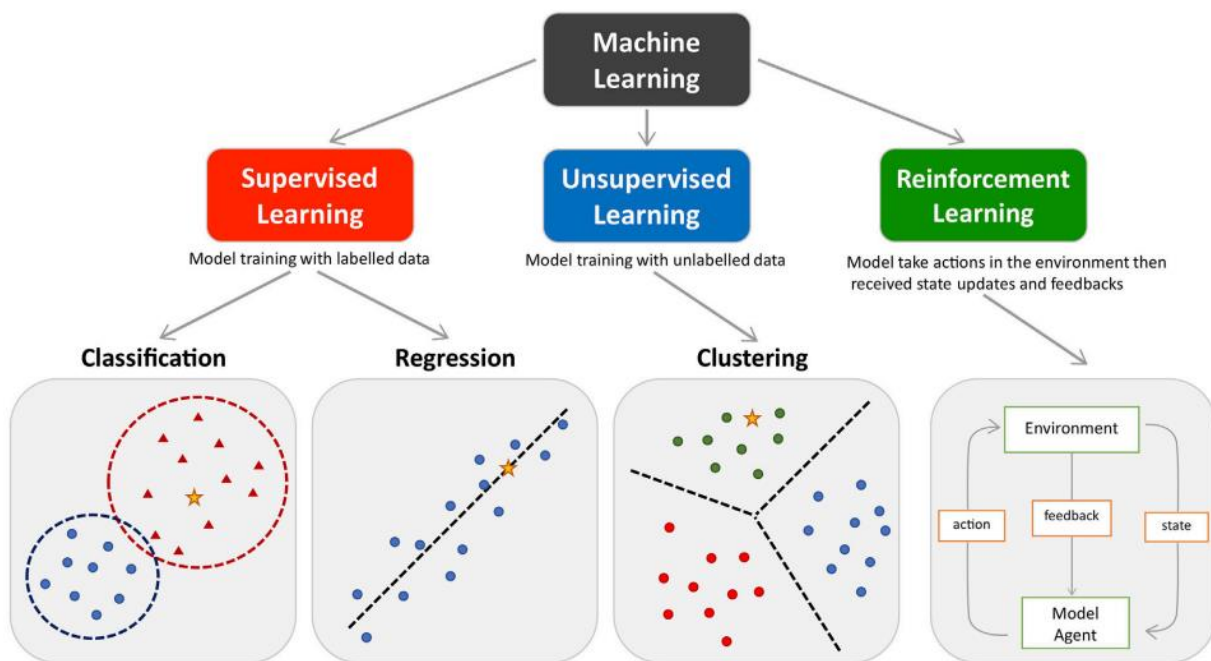 Machine
Learning
Supervised
Learning
Unsupervised
Learning
Reinforcement
Learning
Model training with labelled data
Model training with unlabelled data
Model take actions in the environment then
received state updates and feedbacks
Classification
Regression
Clustering
Environment
action
feedback
state
Model
Agent